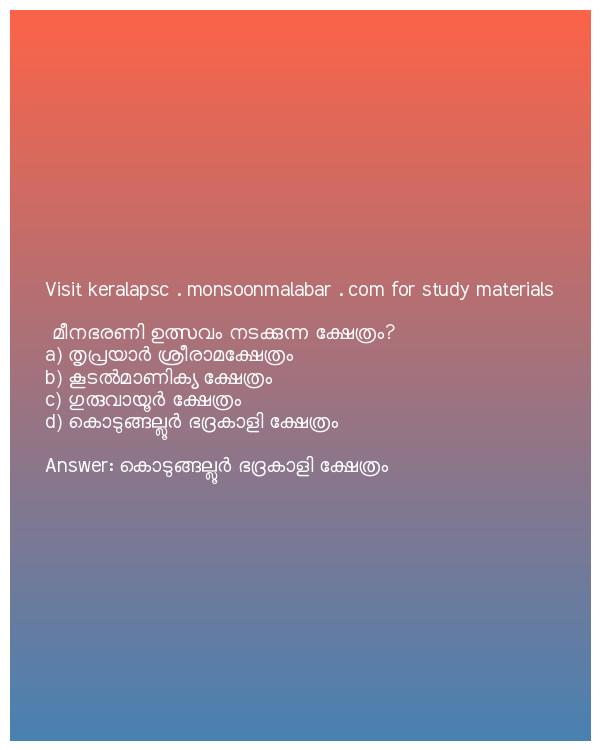 Visit keralapsc . monsoonmalabar . com for study materials
മീനഭരണി ഉത്സവം നടക്കുന്ന ക്ഷേത്രം?
a) തൃപ്രയാർ ശ്രീരാമക്ഷേത്രം
b) കൂടൽമാണിക്യ ക്ഷേത്രം
c) ഗുരുവായൂർ ക്ഷേത്രം
d) കൊടുങ്ങല്ലൂർ ഭദ്രകാളി ക്ഷേത്രം
Answer: കൊടുങ്ങല്ലൂർ ഭദ്രകാളി ക്ഷേത്രം